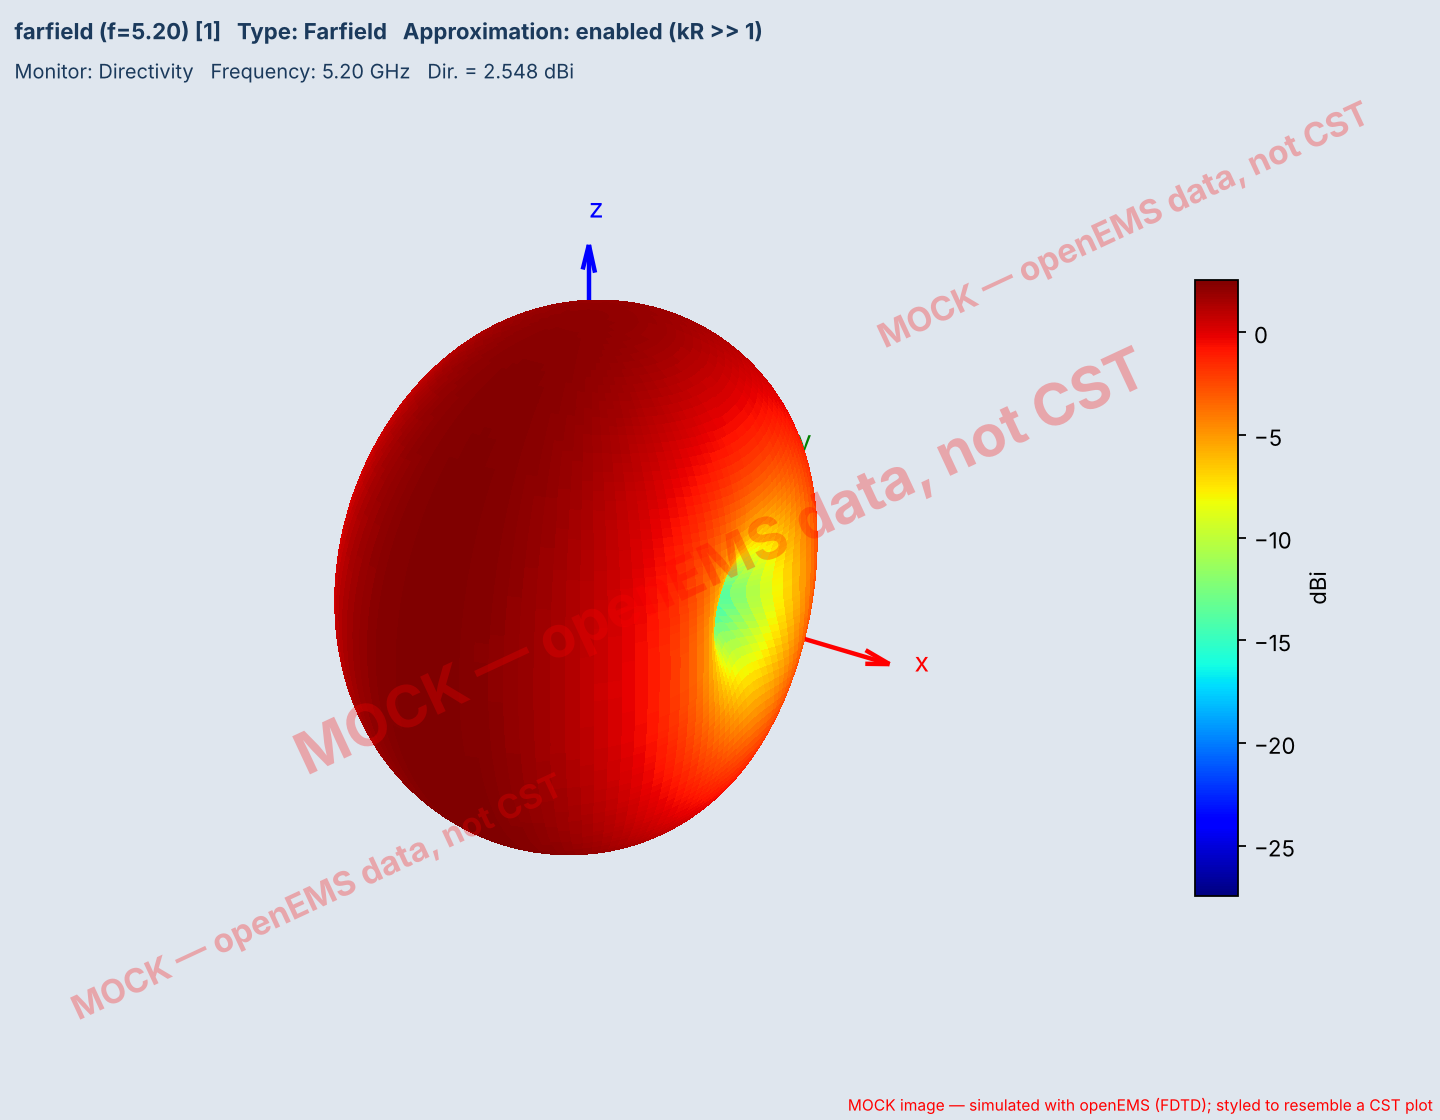 farfield (f=5.20) [1]   Type: Farfield   Approximation: enabled (kR >> 1)
Monitor: Directivity   Frequency: 5.20 GHz   Dir. = 2.548 dBi
MOCK — openEMS data, not CST
z
MOCK — openEMS data, not CST
x
MOCK — openEMS data, not CST
0
−5
−10
−15
−20
−25
dBi
MOCK image — simulated with openEMS (FDTD); styled to resemble a CST plot